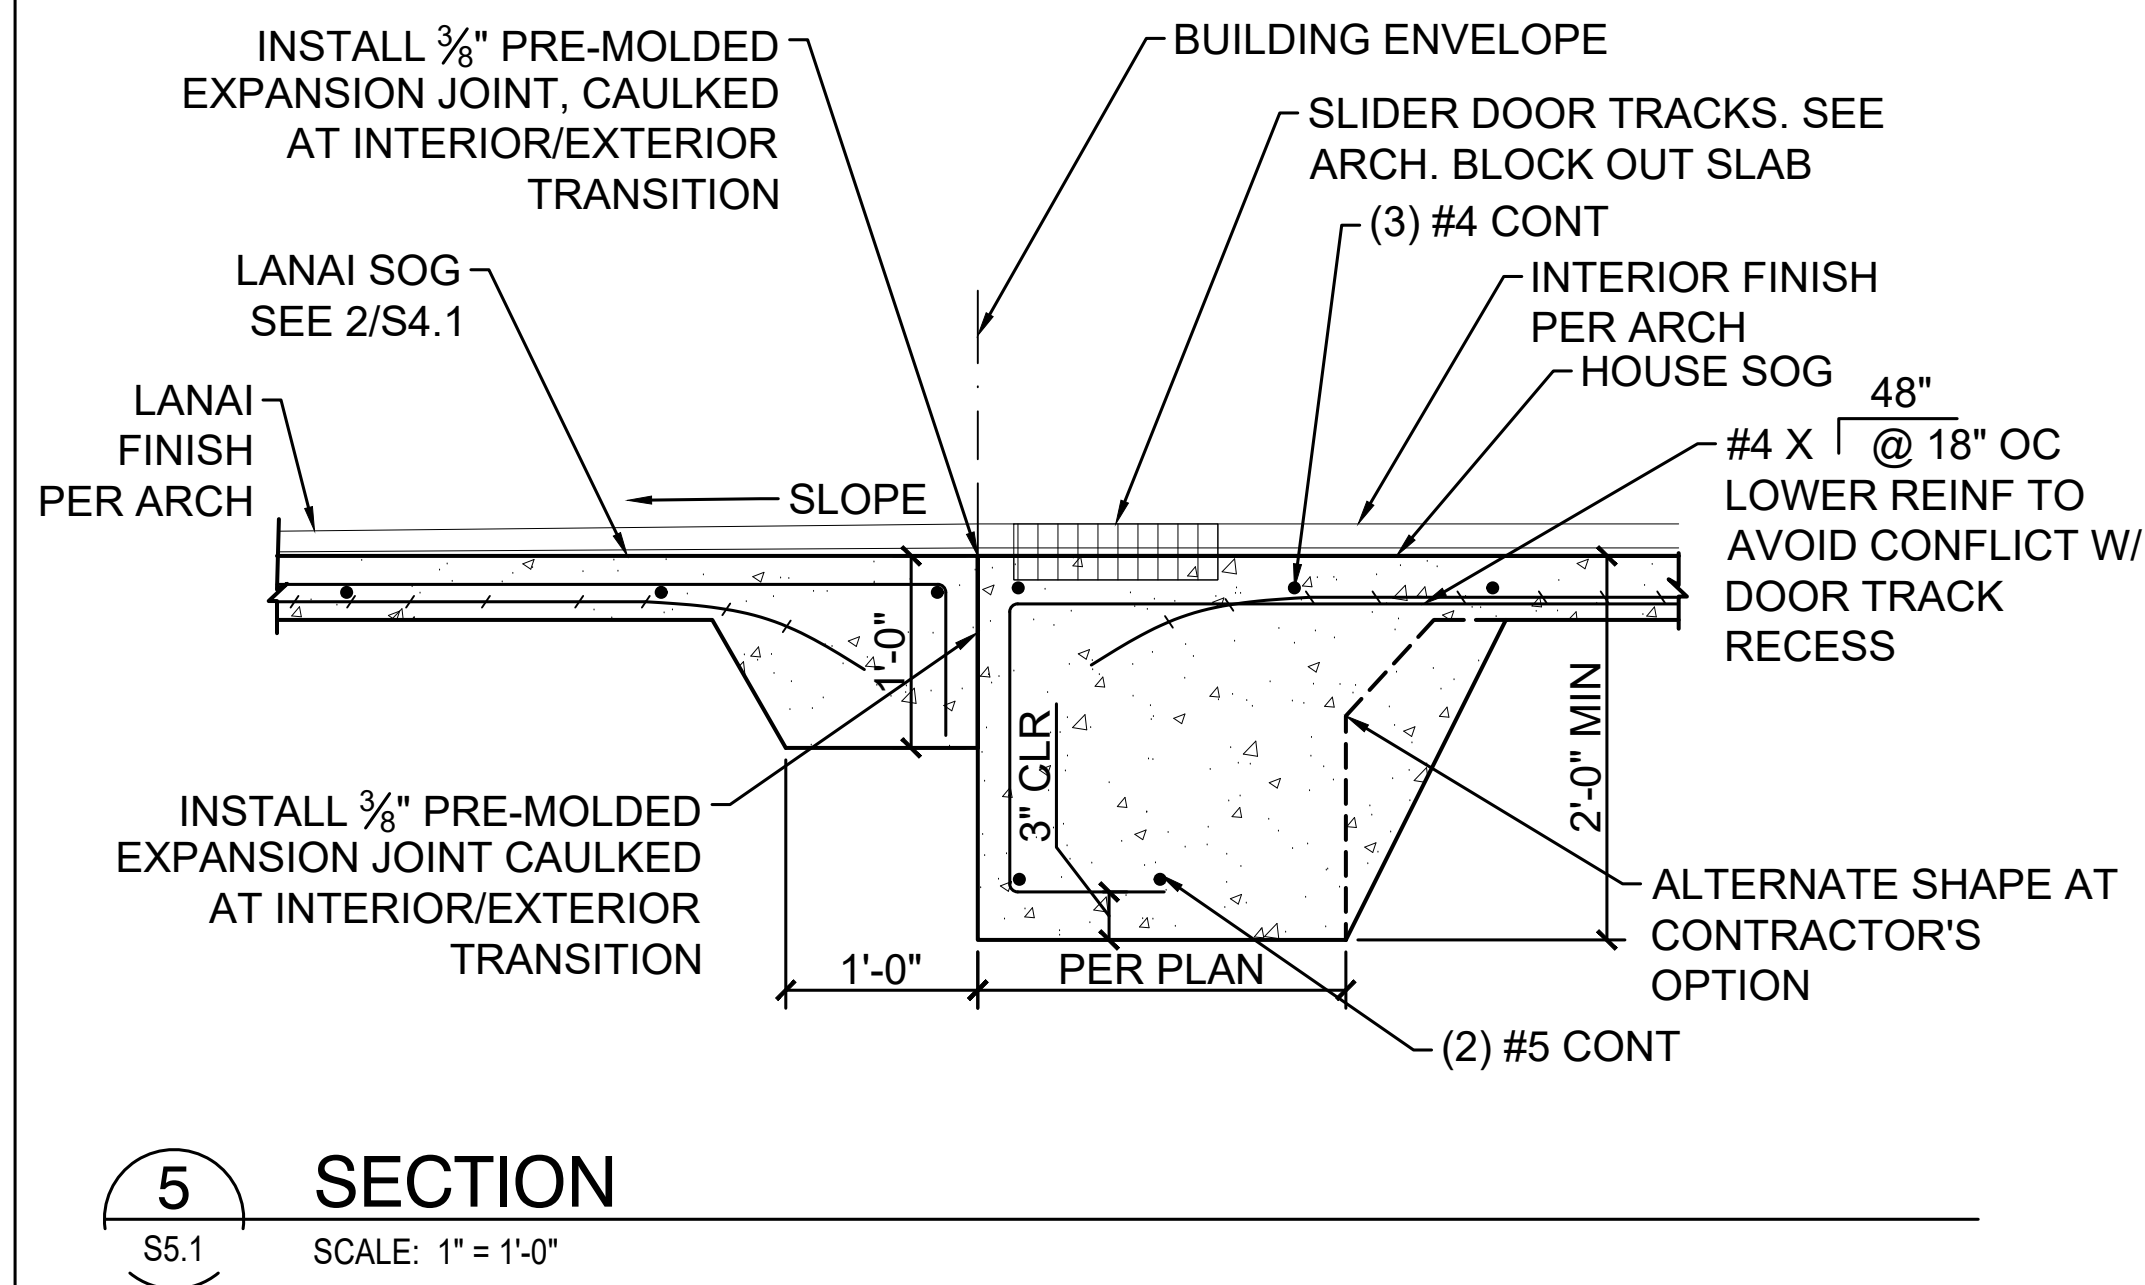 INSTALL ⅜" PRE-MOLDED
EXPANSION JOINT, CAULKED
AT INTERIOR/EXTERIOR
TRANSITION
BUILDING ENVELOPE
SLIDER DOOR TRACKS. SEE
ARCH. BLOCK OUT SLAB
(3) #4 CONT
LANAI SOG
SEE 2/S4.1
INTERIOR FINISH
PER ARCH
HOUSE SOG
LANAI
FINISH
PER ARCH
48"
#4 X @ 18" OC
LOWER REINF TO
AVOID CONFLICT W/
DOOR TRACK
RECESS
SLOPE
1'-0"
3" CLR
2'-0" MIN
INSTALL ⅜" PRE-MOLDED
EXPANSION JOINT CAULKED
AT INTERIOR/EXTERIOR
TRANSITION
ALTERNATE SHAPE AT
CONTRACTOR'S
OPTION
1'-0"
PER PLAN
(2) #5 CONT
5
SECTION
S5.1
SCALE: 1" = 1'-0"